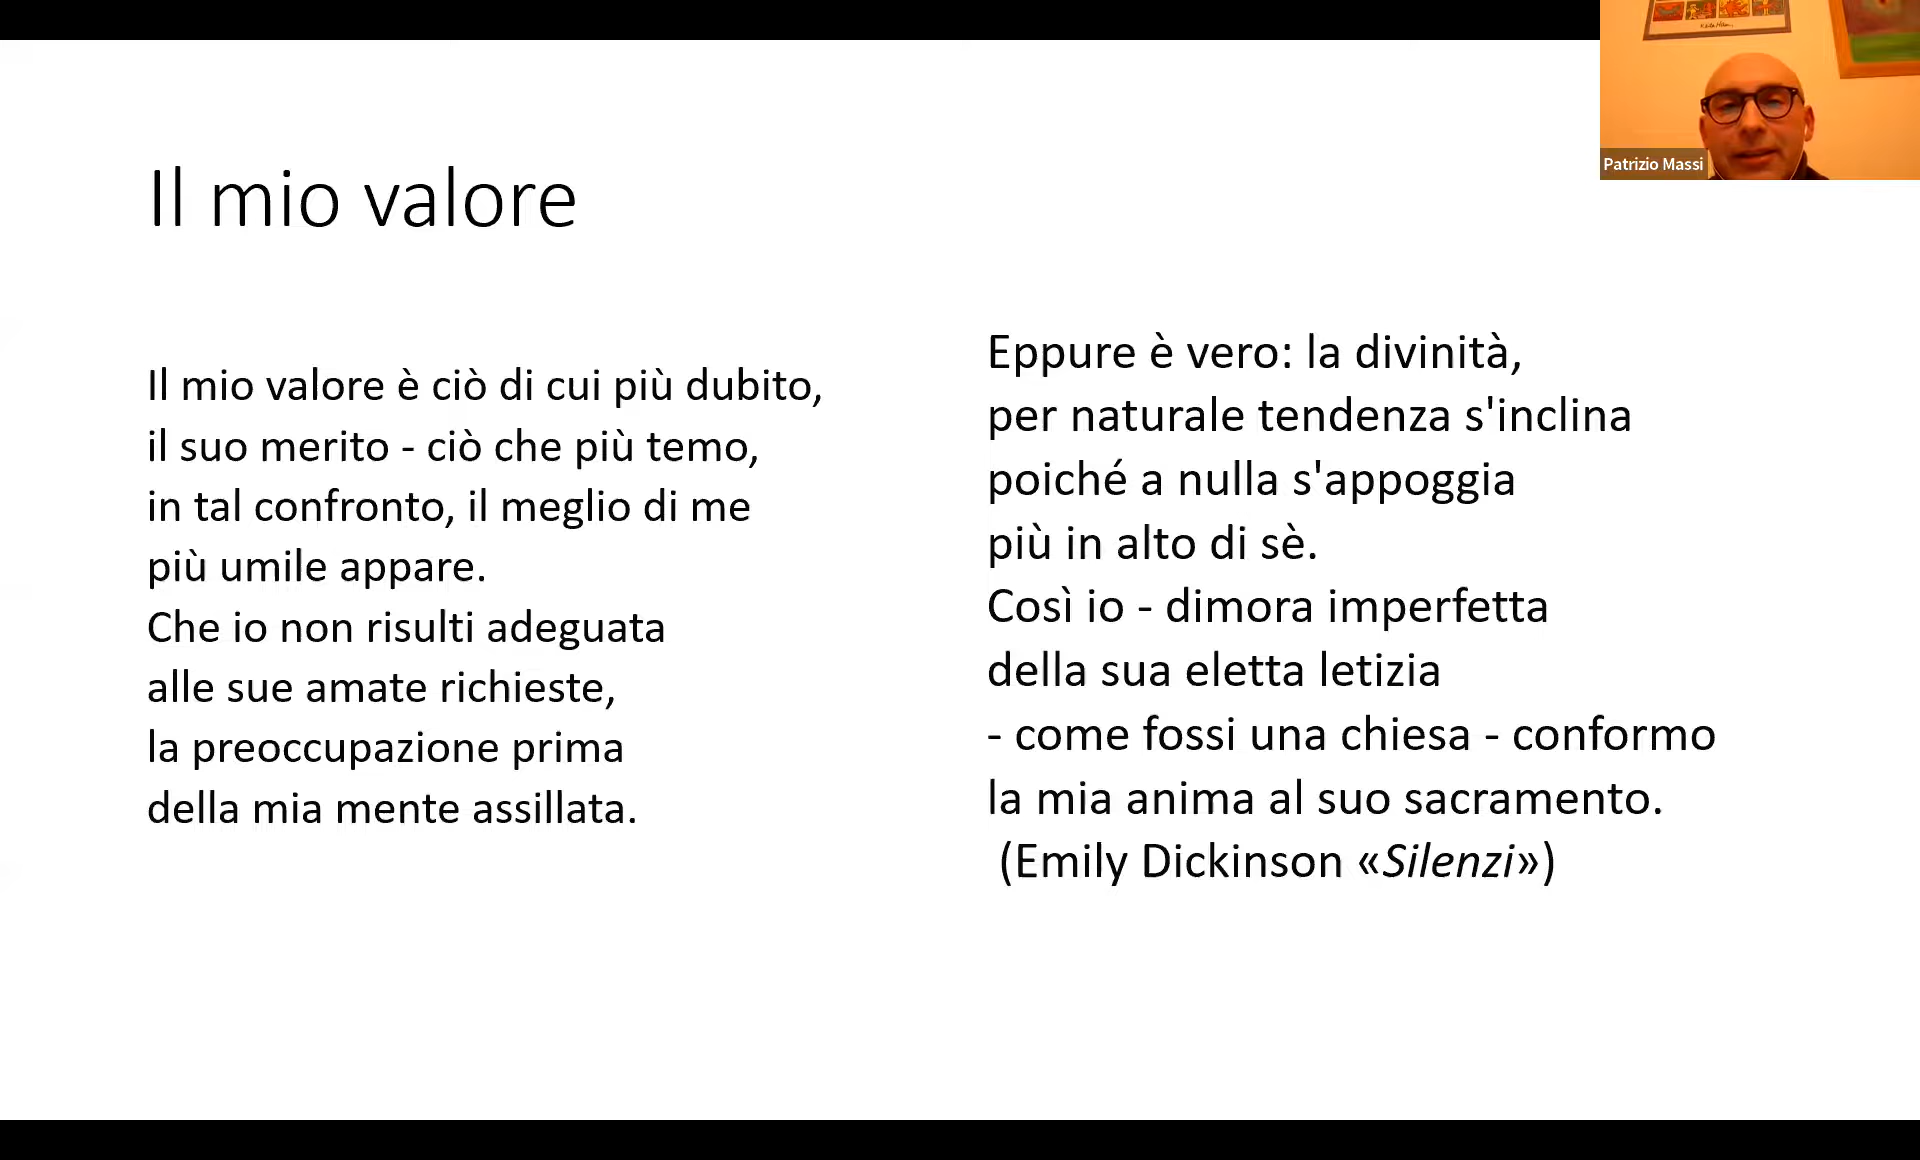 Il mio valore
Il mio valore è ciò di cui più dubito,
il suo merito - ciò che più temo,
in tal confronto, il meglio di me
più umile appare.
Che io non risulti adeguata
alle sue amate richieste,
la preoccupazione prima
della mia mente assillata.
Eppure è vero: la divinità,
per naturale tendenza s'inclina
poiché a nulla s'appoggia
più in alto di sè.
Così io - dimora imperfetta
della sua eletta letizia
- come fossi una chiesa - conformo
la mia anima al suo sacramento.
(Emily Dickinson «Silenzi»)
Patrizio Massi